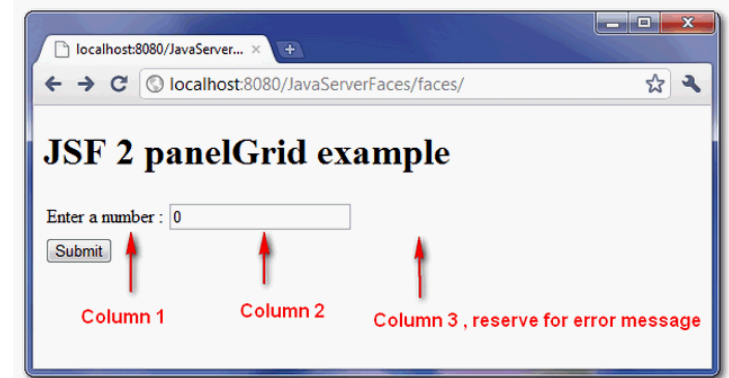 localhost:8080/JavaServer...
localhost:8080/JavaServerFaces/faces/
JSF 2 panelGrid example
Enter a number : 0
Submit
Column 1
Column 2
Column 3 , reserve for error message